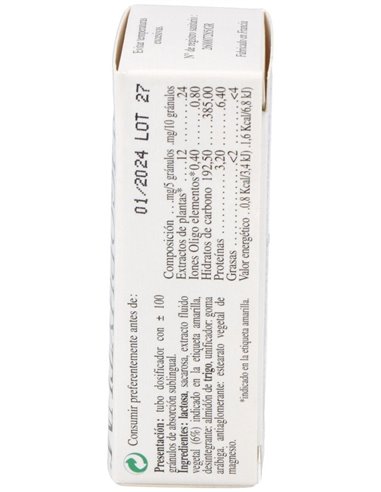 Evitar temperaturas
excesivas.
Nº de registro sanitario:
2600072835/GR
Fabricado en Francia
01/2024 LOT 27
Consumir preferentemente antes de:
Presentación: tubo dosificador con ± 100
gránulos de absorción sublingual.
Ingredientes: lactosa, sacarosa, extracto fluido
vegetal (6%) indicado en la etiqueta amarilla,
desintegrante: almidón de trigo, unificador: goma
arábiga, antiaglomerante: estearato vegetal de
magnesio.
Composición ...mg/5 gránulos .mg/10 gránulos
Extractos de plantas* ...12 ...24
Iones Oligo elementos*0,40 ...0,80
Hidratos de carbono 192,50 ...385,00
Proteínas ...3,20 ...6,40
Grasas ...<2 ...<4
Valor energético ..0,8 Kcal/3,4 kJ) .1,6 Kcal/6,8 kJ)
*indicado en la etiqueta amarilla.